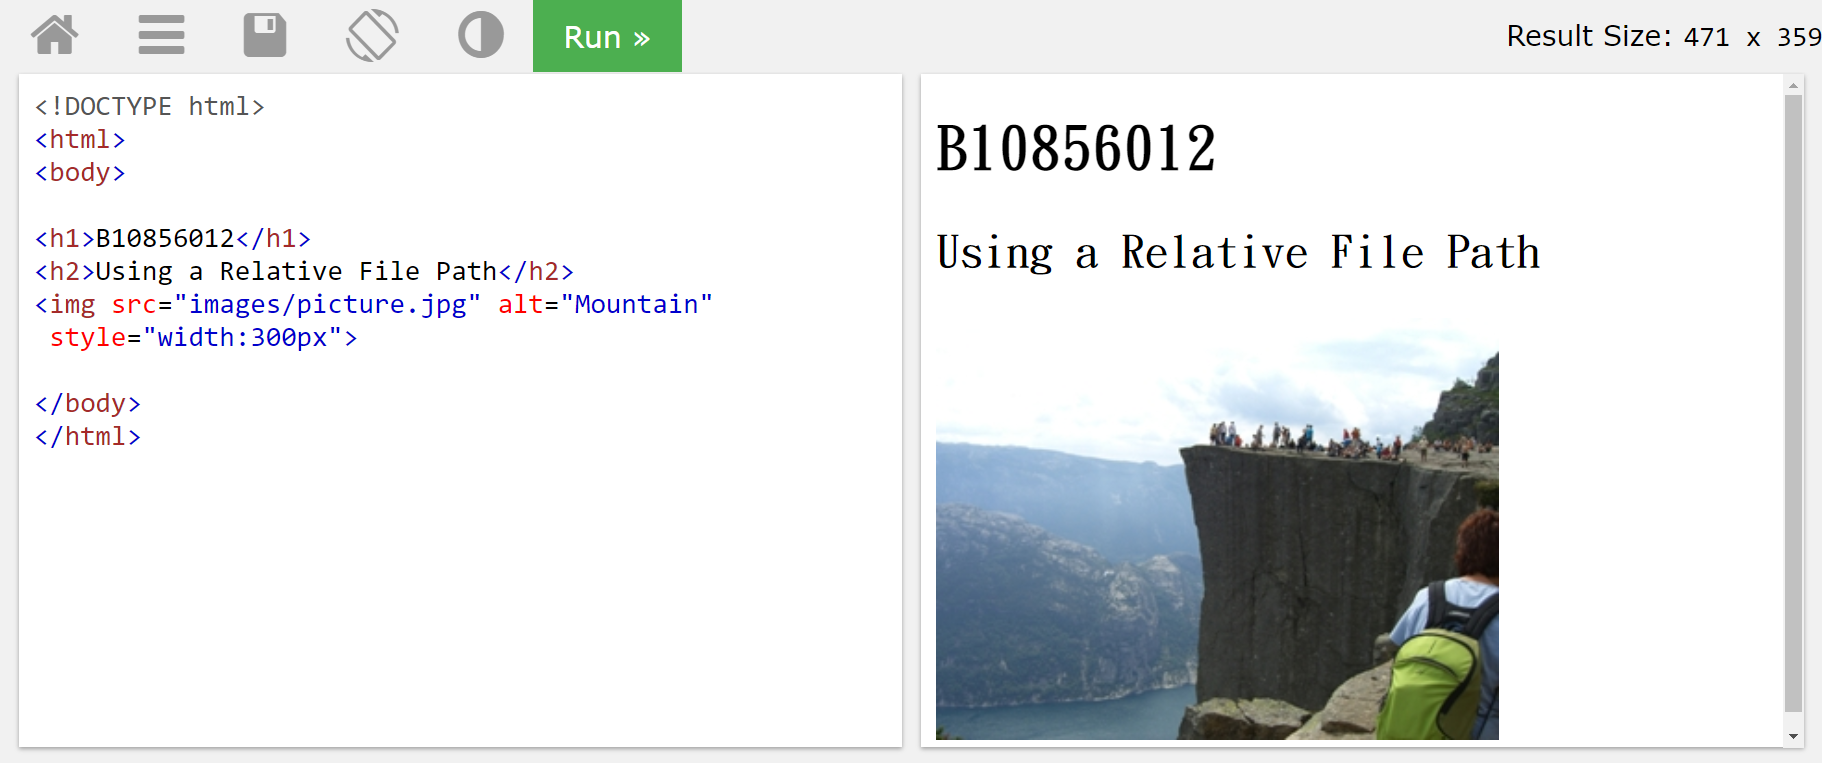 Run »
Result Size: 471 x 359
<!DOCTYPE html>
<html>
<body>
<h1>B10856012</h1>
<h2>Using a Relative File Path</h2>
<img src="images/picture.jpg" alt="Mountain"
style="width:300px">
</body>
</html>
B10856012
Using a Relative File Path